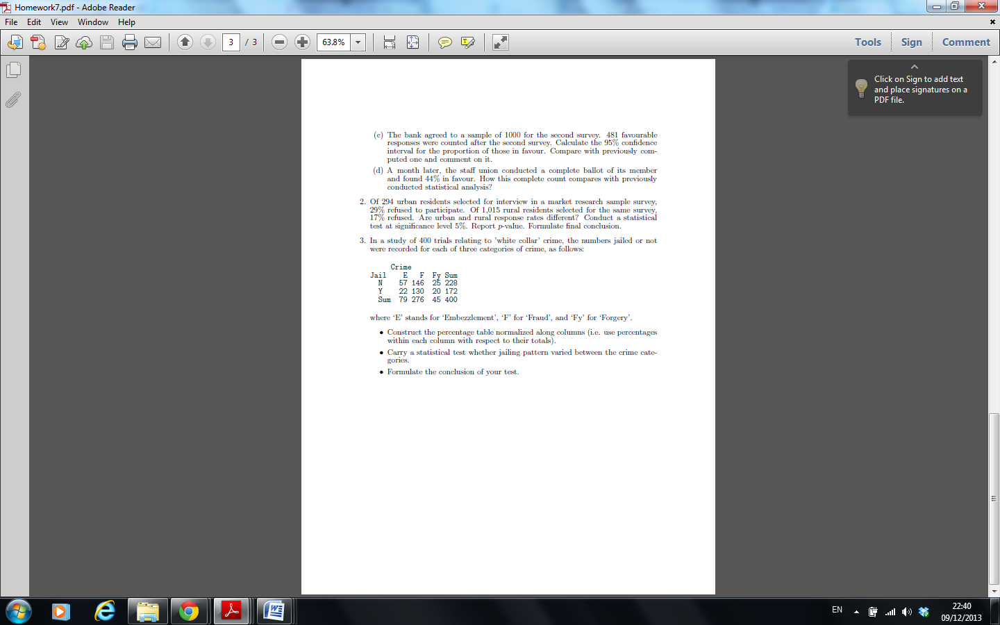 Homework7.pdf - Adobe Reader
File Edit View Window Help
3 / 3 63.8% Tools Sign Comment
Click on Sign to add text
and place signatures on a
PDF file.
(c) The bank agreed to a sample of 1000 for the second survey. 481 favourable
responses were counted after the second survey. Calculate the 95% confidence
interval for the proportion of those in favour. Compare with previously com-
puted one and comment on it.
(d) A month later, the staff union conducted a complete ballot of its member
and found 44% in favour. How this complete count compares with previously
conducted statistical analysis?
2. Of 294 urban residents selected for interview in a market research sample survey,
29% refused to participate. Of 1,015 rural residents selected for the same survey,
17% refused. Are urban and rural response rates different? Conduct a statistical
test at significance level 5%. Report p-value. Formulate final conclusion.
3. In a study of 400 trials relating to 'white collar' crime, the numbers jailed or not
were recorded for each of three categories of crime, as follows:
Crime
Jail E F Fy Sum
N 57 146 25 228
Y 22 130 20 172
Sum 79 276 45 400
where ‘E’ stands for ‘Embezzlement’, ‘F’ for ‘Fraud’, and ‘Fy’ for ‘Forgery’.
• Construct the percentage table normalized along columns (i.e. use percentages
within each column with respect to their totals).
• Carry a statistical test whether jailing pattern varied between the crime cate-
gories.
• Formulate the conclusion of your test.
EN
22:40
09/12/2013